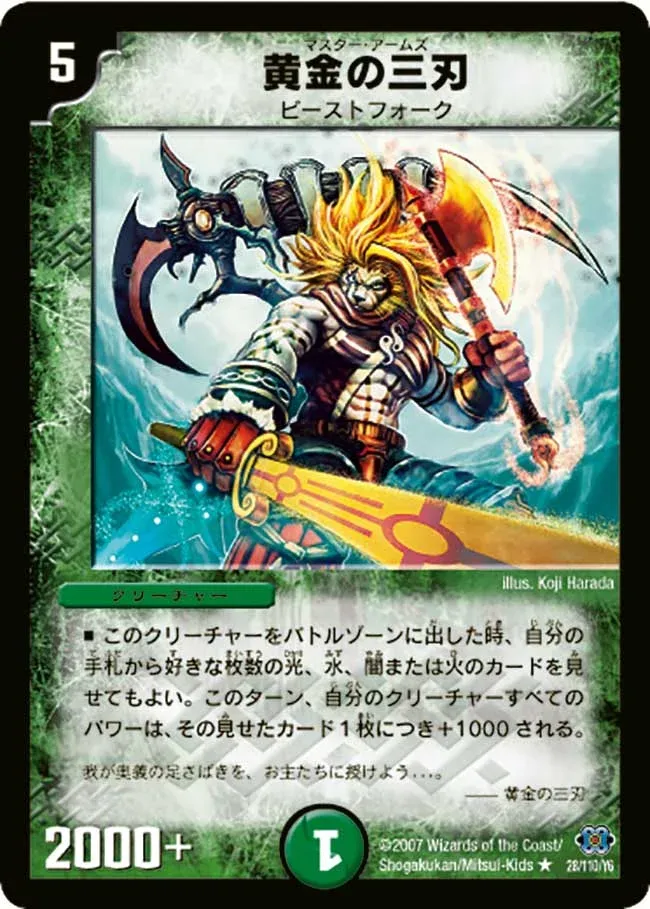 5
マスター・アームズ
黄金の三刃
ビーストフォーク
illus. Koji Harada
クリーチャー
■ このクリーチャーをバトルゾーンに出した時、自分の
手札から好きな枚数の光、水、闇または火のカードを見
せてもよい。このターン、自分のクリーチャーすべての
パワーは、その見せたカード1枚につき+1000 される。
我が奥義の足さばきを、お主たちに授けよう…。
—— 黄金の三刃
2000+
1
©2007 Wizards of the Coast/
Shogakukan/Mitsui-Kids ★ 28/110/Y6